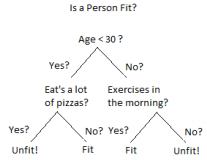 Is a Person Fit?
Age < 30 ?
Yes? No?
Eat's a lot
of pizzas?
Exercises in
the morning?
Yes? No? Yes? No?
Unfit! Fit Fit Unfit!